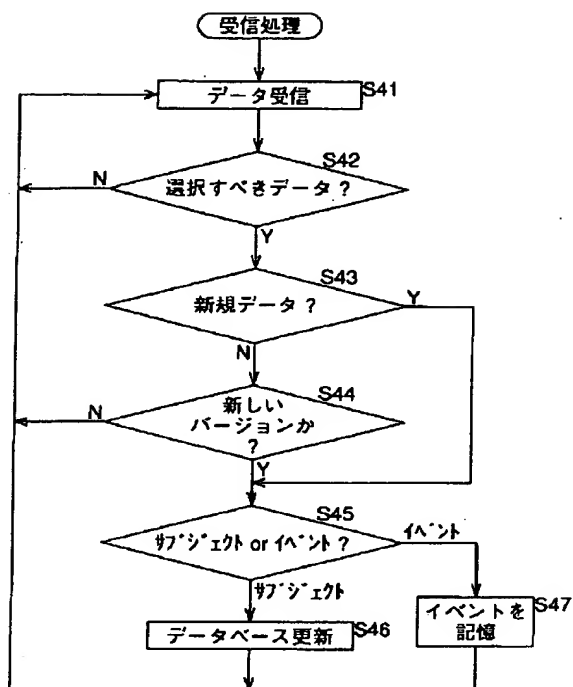 受信処理
データ受信
S41
S42
選択すべきデータ?
N
Y
S43
新規データ?
Y
N
S44
新しい
バージョンか
?
N
Y
S45
サブジェクト or イベント?
イベント
サブジェクト
データベース更新
S46
イベントを
記憶
S47